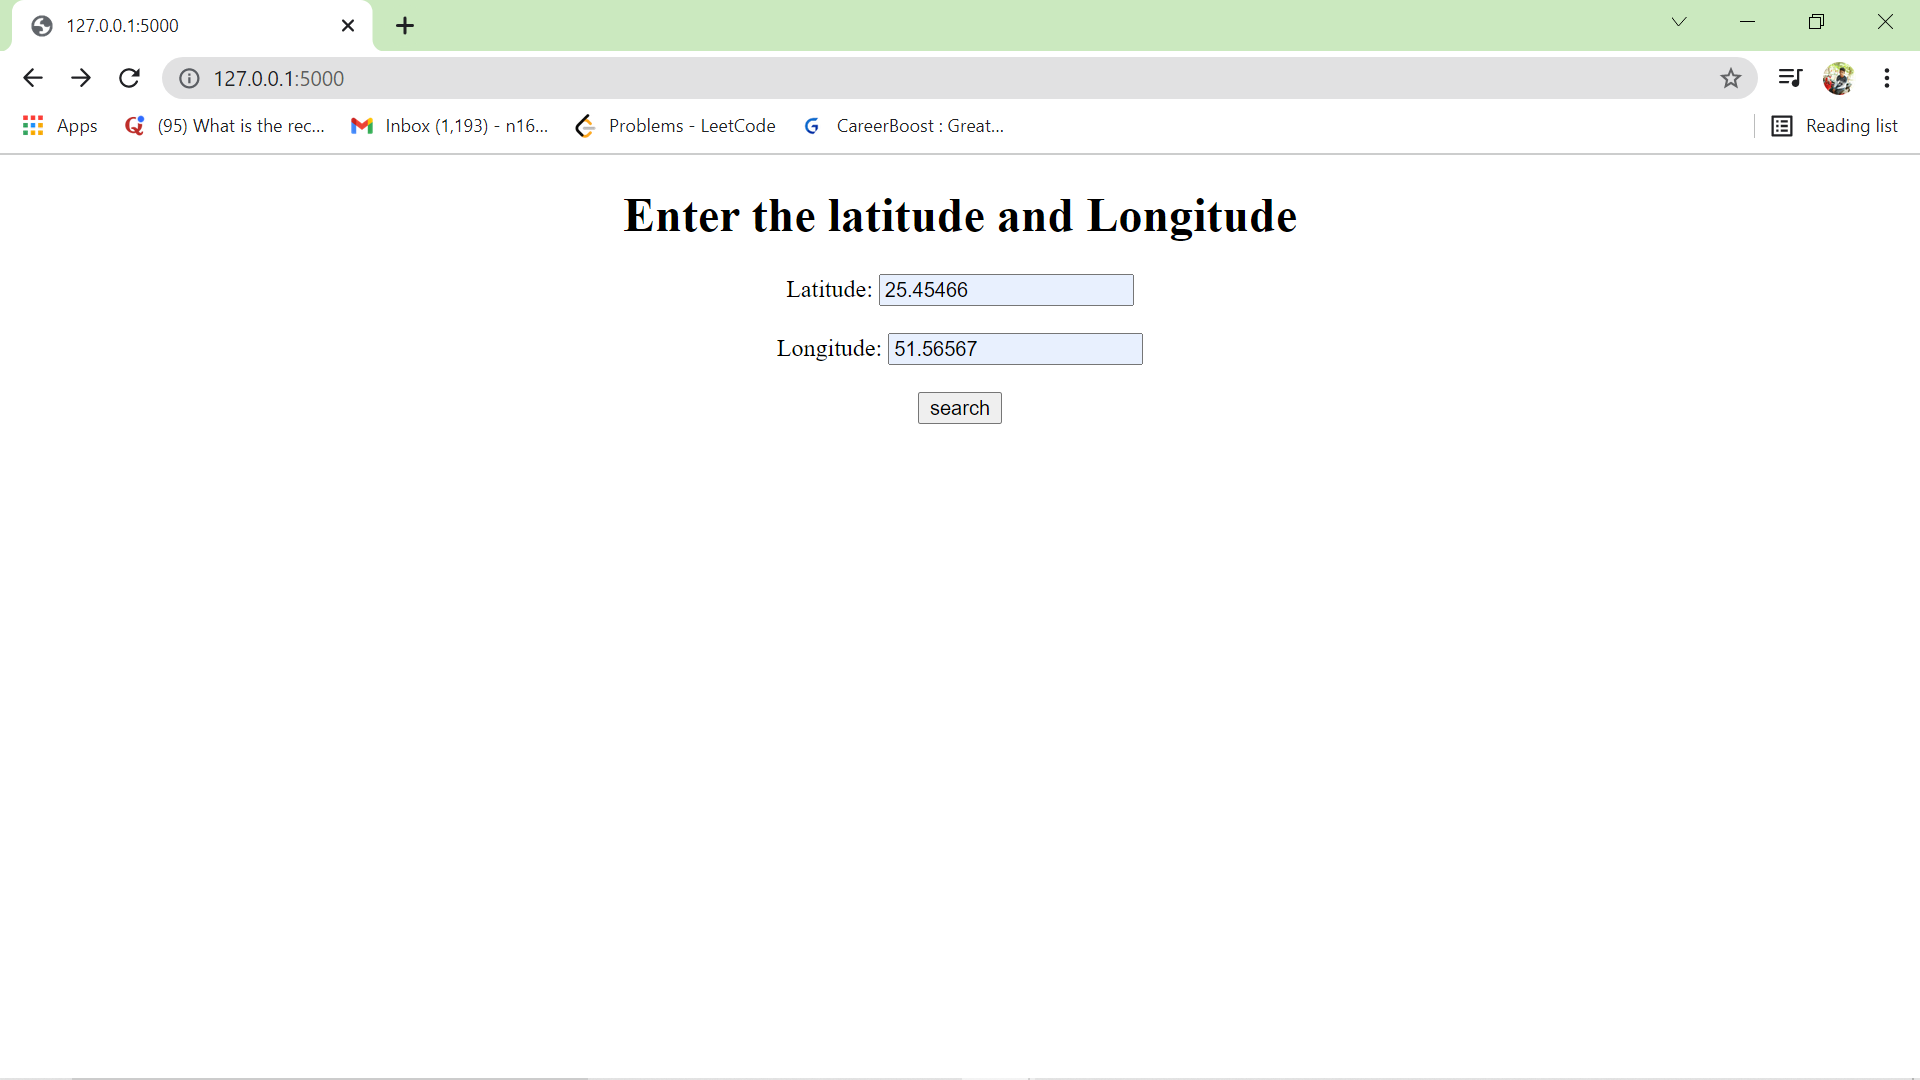 127.0.0.1:5000
127.0.0.1:5000
Apps (95) What is the rec... Inbox (1,193) - n16... Problems - LeetCode CareerBoost : Great... Reading list
Enter the latitude and Longitude
Latitude: 25.45466
Longitude: 51.56567
search